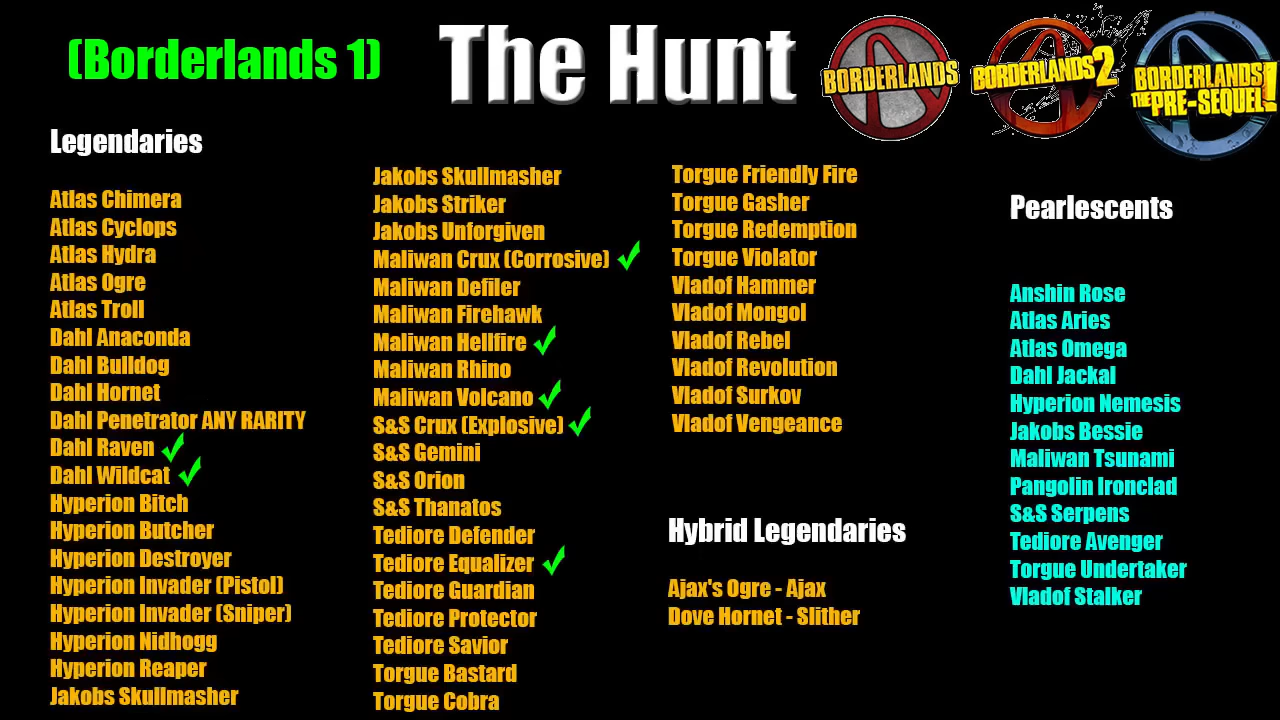 (Borderlands 1)
The Hunt
BORDERLANDS
BORDERLANDS 2
BORDERLANDS
THE PRE-SEQUEL!
Legendaries
Atlas Chimera
Atlas Cyclops
Atlas Hydra
Atlas Ogre
Atlas Troll
Dahl Anaconda
Dahl Bulldog
Dahl Hornet
Dahl Penetrator ANY RARITY
Dahl Raven
Dahl Wildcat
Hyperion Bitch
Hyperion Butcher
Hyperion Destroyer
Hyperion Invader (Pistol)
Hyperion Invader (Sniper)
Hyperion Nidhogg
Hyperion Reaper
Jakobs Skullmasher
Jakobs Skullmasher
Jakobs Striker
Jakobs Unforgiven
Maliwan Crux (Corrosive)
Maliwan Defiler
Maliwan Firehawk
Maliwan Hellfire
Maliwan Rhino
Maliwan Volcano
S&S Crux (Explosive)
S&S Gemini
S&S Orion
S&S Thanatos
Tediore Defender
Tediore Equalizer
Tediore Guardian
Tediore Protector
Tediore Savior
Torgue Bastard
Torgue Cobra
Torgue Friendly Fire
Torgue Gasher
Torgue Redemption
Torgue Violator
Vladof Hammer
Vladof Mongol
Vladof Rebel
Vladof Revolution
Vladof Surkov
Vladof Vengeance
Hybrid Legendaries
Ajax's Ogre - Ajax
Dove Hornet - Slither
Pearlescents
Anshin Rose
Atlas Aries
Atlas Omega
Dahl Jackal
Hyperion Nemesis
Jakobs Bessie
Maliwan Tsunami
Pangolin Ironclad
S&S Serpens
Tediore Avenger
Torgue Undertaker
Vladof Stalker